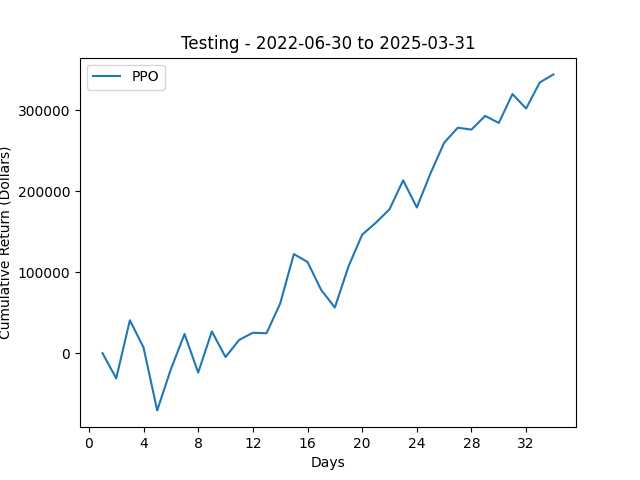 Testing - 2022-06-30 to 2025-03-31
PPO
Cumulative Return (Dollars)
300000
200000
100000
0
0 4 8 12 16 20 24 28 32
Days